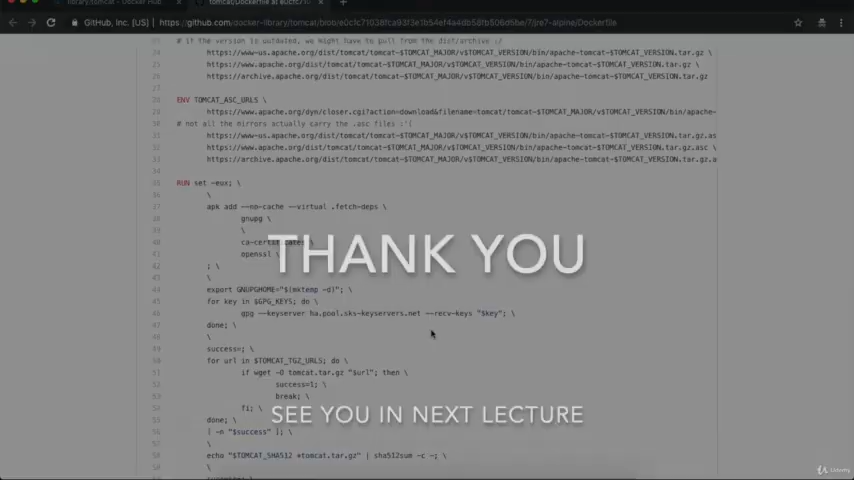 library/tomcat - Docker Hub
tomcat/Dockerfile at e0cfc71
GitHub, Inc. [US] | https://github.com/docker-library/tomcat/blob/
/7/jre7-alpine/Dockerfile
# if the version is outdated, we might have to pull from the dist/archive :/
https://www-us.apache.org/dist/tomcat/tomcat-$TOMCAT_MAJOR/v$TOMCAT_VERSION/bin/apache-tomcat-$TOMCAT_VERSION.tar.gz \
https://www.apache.org/dist/tomcat/tomcat-$TOMCAT_MAJOR/v$TOMCAT_VERSION/bin/apache-tomcat-$TOMCAT_VERSION.tar.gz \
https://archive.apache.org/dist/tomcat/tomcat-$TOMCAT_MAJOR/v$TOMCAT_VERSION/bin/apache-tomcat-$TOMCAT_VERSION.tar.gz
ENV TOMCAT_ASC_URLS \
https://www.apache.org/dyn/closer.cgi?action=download&filename=tomcat/tomcat-$TOMCAT_MAJOR/v$TOMCAT_VERSION/bin/apache-
# not all the mirrors actually carry the .asc files :'(
https://www-us.apache.org/dist/tomcat/tomcat-$TOMCAT_MAJOR/v$TOMCAT_VERSION/bin/apache-tomcat-$TOMCAT_VERSION.tar.gz.as
https://www.apache.org/dist/tomcat/tomcat-$TOMCAT_MAJOR/v$TOMCAT_VERSION/bin/apache-tomcat-$TOMCAT_VERSION.tar.gz.asc \
https://archive.apache.org/dist/tomcat/tomcat-$TOMCAT_MAJOR/v$TOMCAT_VERSION/bin/apache-tomcat-$TOMCAT_VERSION.tar.gz.a
RUN set -eux; \
\
apk add --no-cache --virtual .fetch-deps \
gnupg \
\
ca-certificates \
openssl \
; \
\
THANK YOU
export GNUPGHOME="$(mktemp -d)"; \
for key in $GPG_KEYS; do \
gpg --keyserver ha.pool.sks-keyservers.net --recv-keys "$key"; \
done; \
\
success=; \
for url in $TOMCAT_TGZ_URLS; do \
if wget -O tomcat.tar.gz "$url"; then \
success=1; \
break; \
fi; \
SEE YOU IN NEXT LECTURE
done; \
[ -n "$success" ]; \
\
echo "$TOMCAT_SHA512 *tomcat.tar.gz" | sha512sum -c -; \
\
Udemy